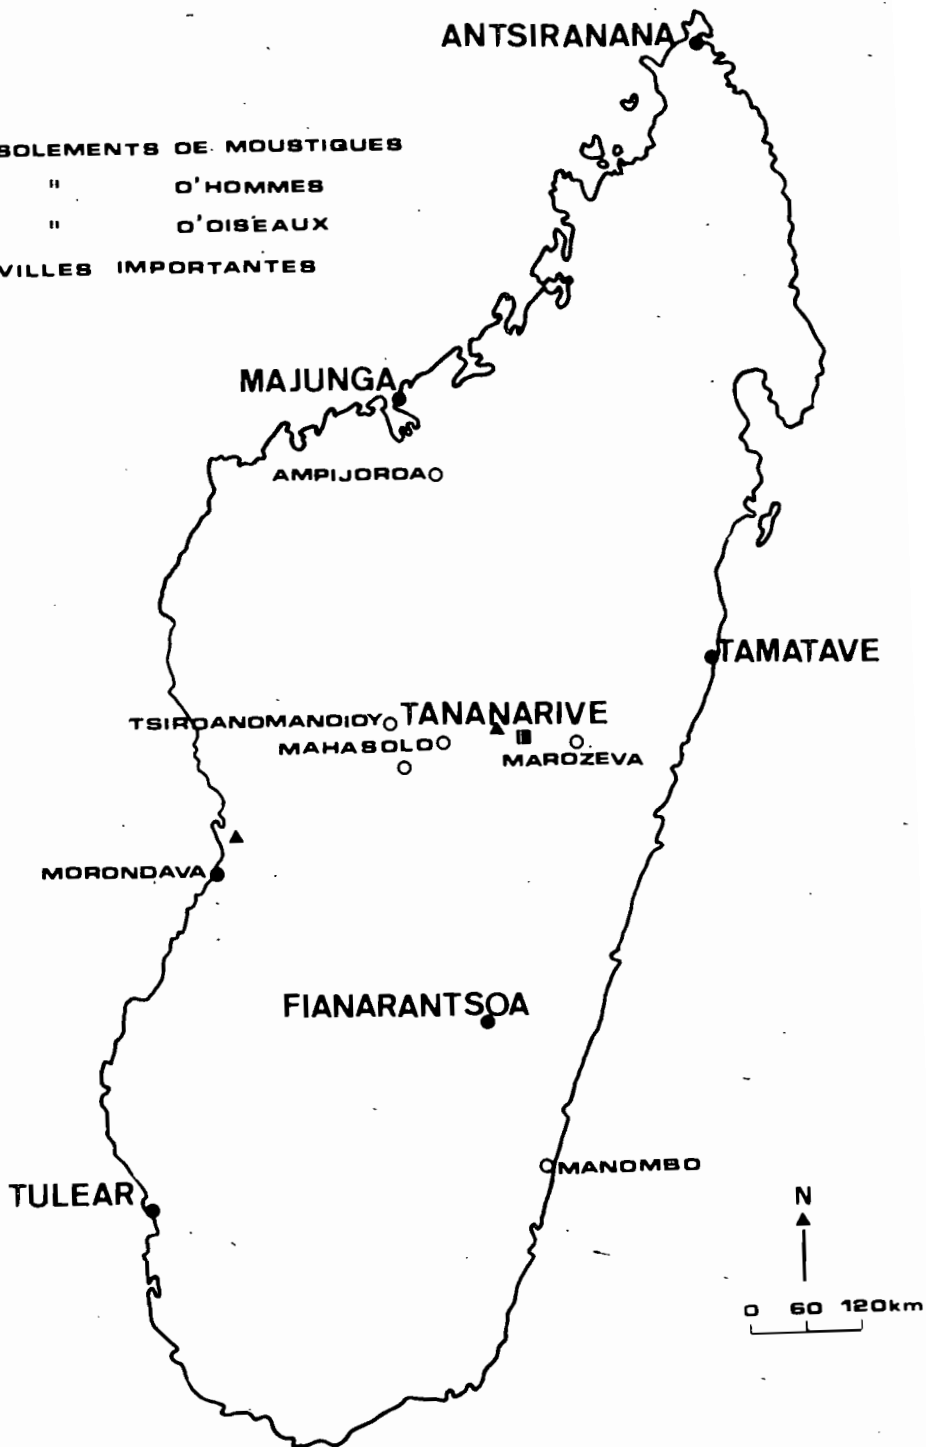 ANTSIRANANA
SOLEMENTS DE MOUSTIQUES
" D'HOMMES
" D'OISEAUX
VILLES IMPORTANTES
MAJUNGA
AMPIJOROA
TAMATAVE
TSIROANOMANDIDY
TANANARIVE
MAHASOLO
MAROZEVA
MORONDAVA
FIANARANTSOA
MANOMBO
TULEAR
N
0 60 120km